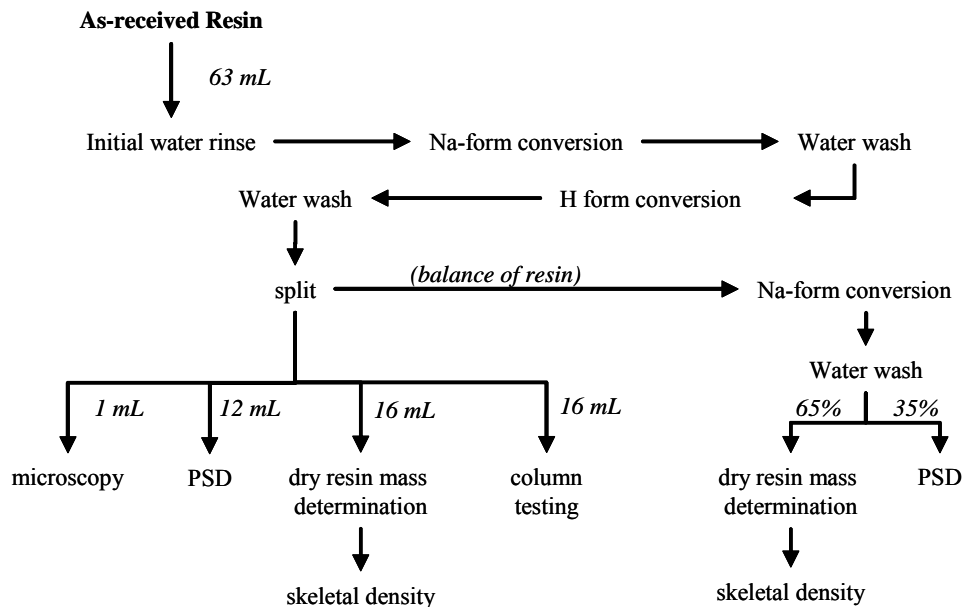 As-received Resin
63 mL
Initial water rinse
Na-form conversion
Water wash
Water wash
H form conversion
split
(balance of resin)
Na-form conversion
Water wash
1 mL
12 mL
16 mL
16 mL
65%
35%
microscopy
PSD
dry resin mass
determination
column
testing
dry resin mass
determination
PSD
skeletal density
skeletal density